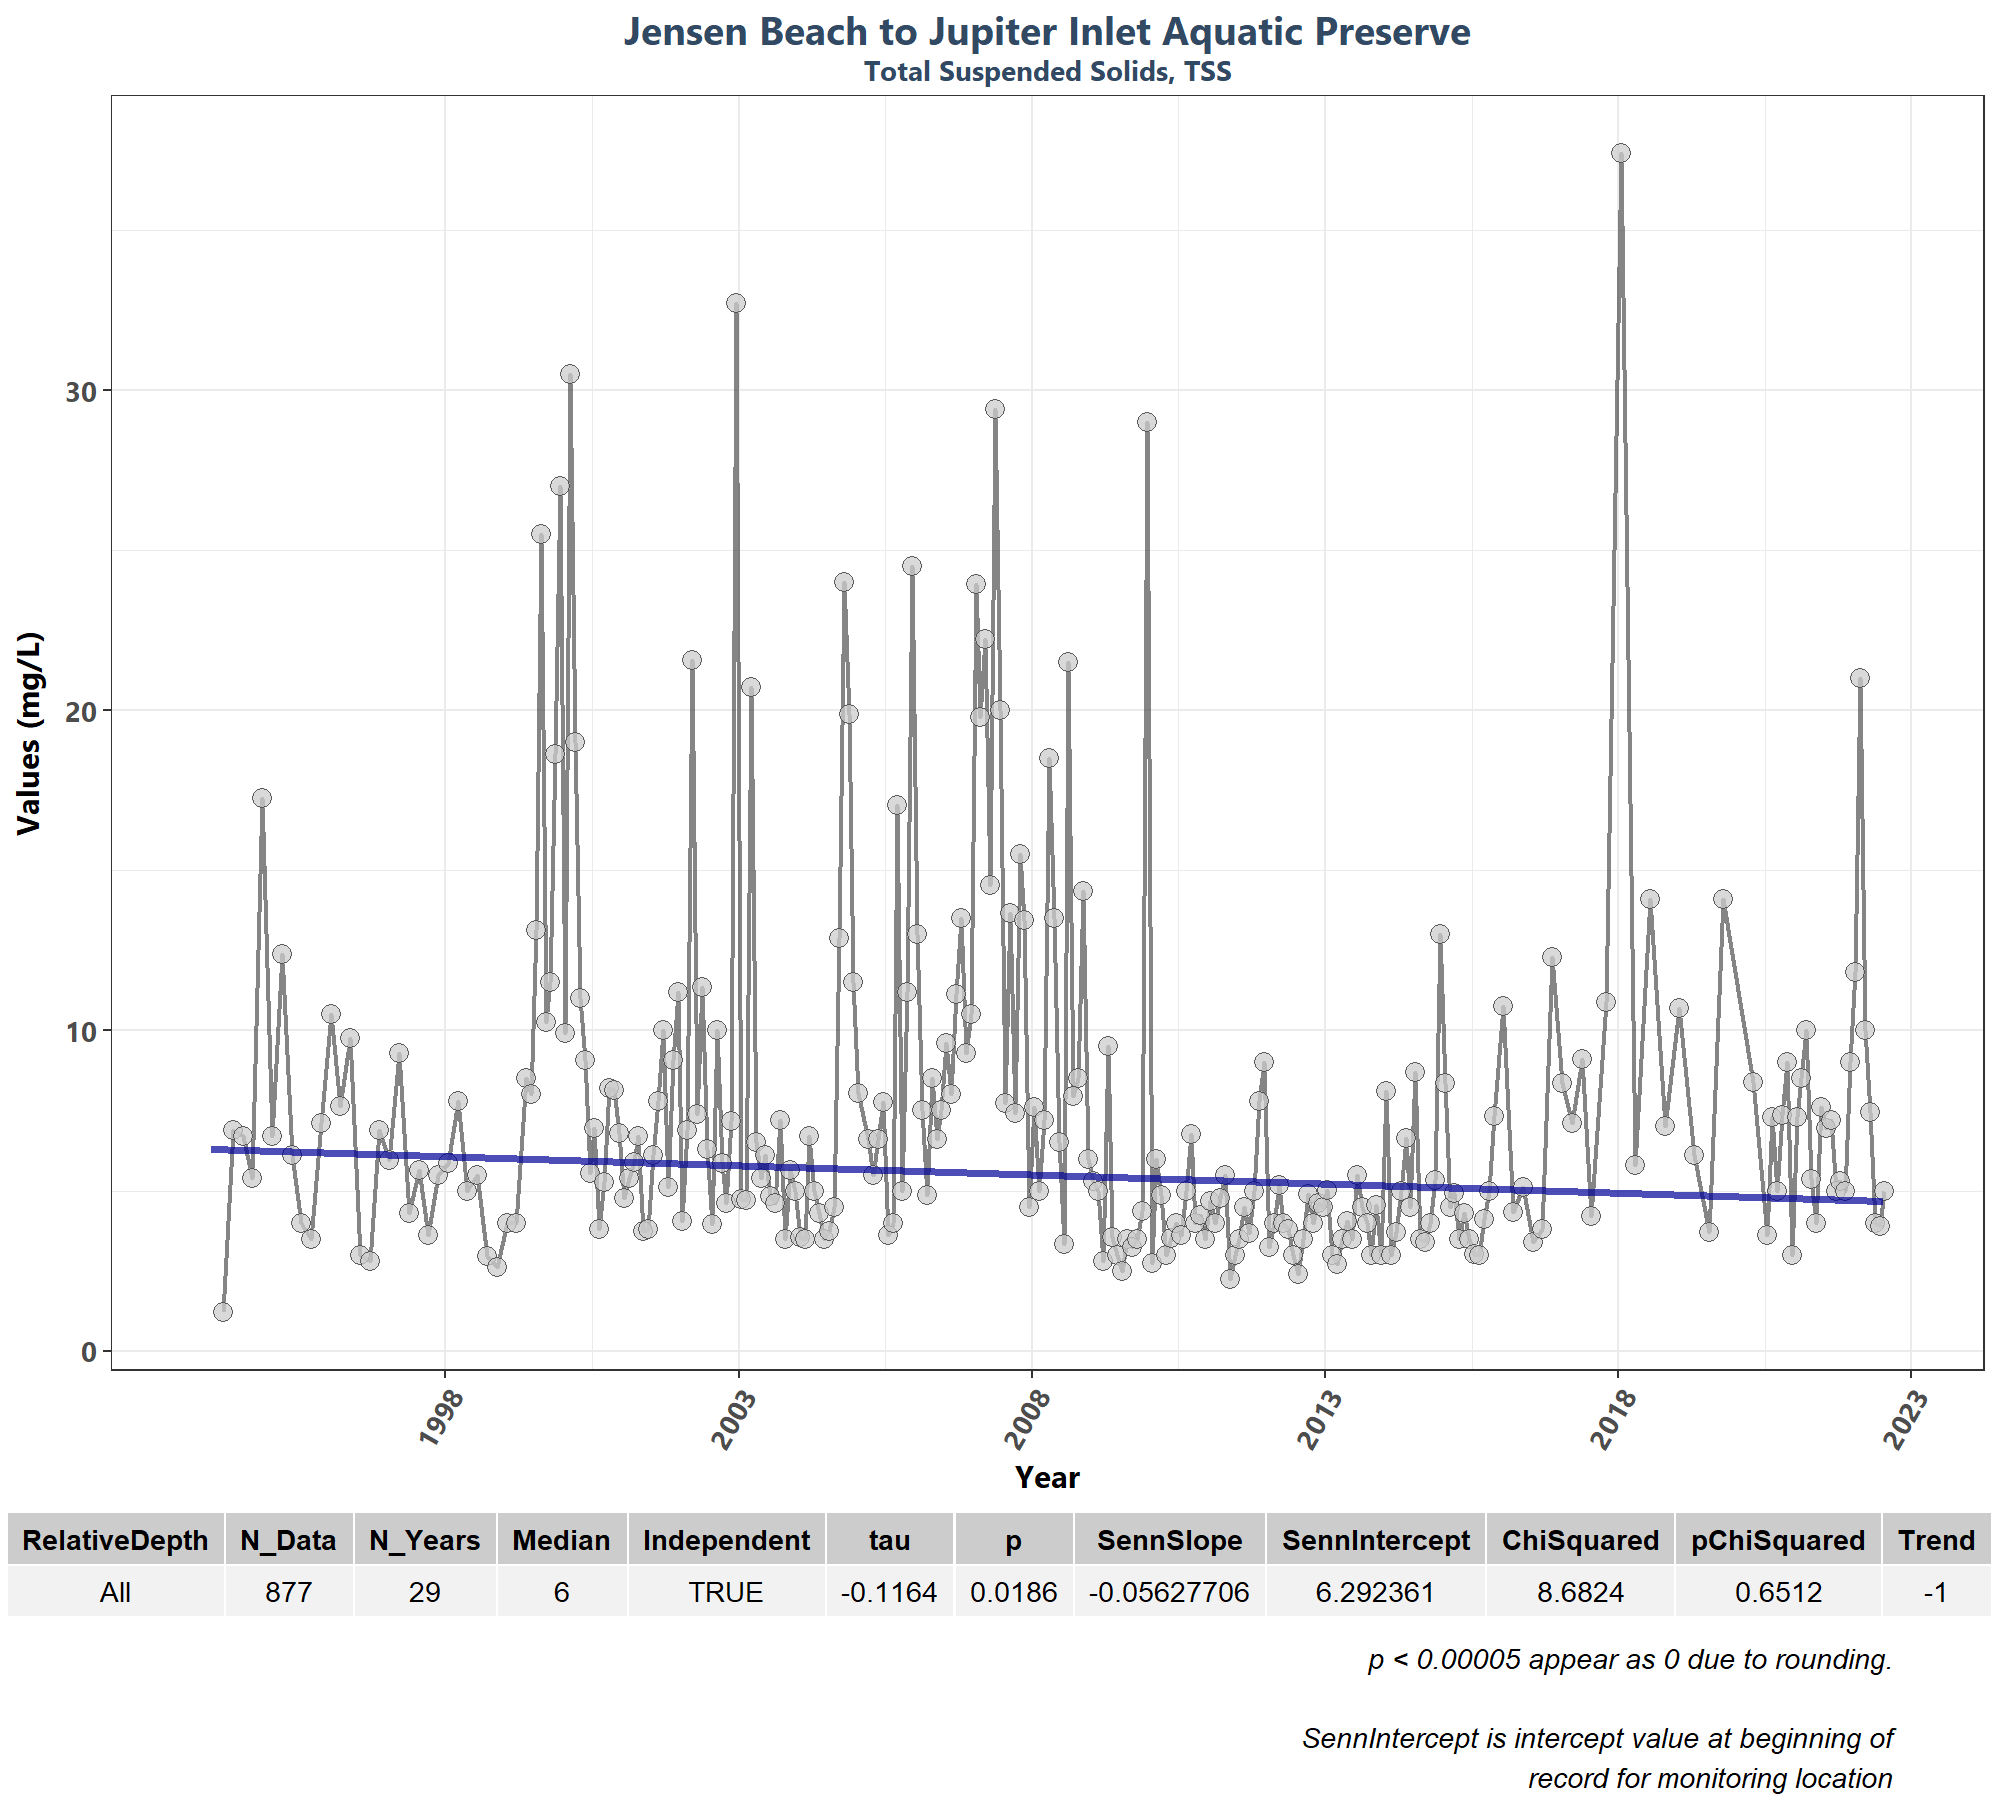 Jensen Beach to Jupiter Inlet Aquatic Preserve
Total Suspended Solids, TSS
Values (mg/L)
30
20
10
0
1998
2003
2008
2013
2018
2023
Year
RelativeDepth N_Data N_Years Median Independent tau p SennSlope SennIntercept ChiSquared pChiSquared Trend
All 877 29 6 TRUE -0.1164 0.0186 -0.05627706 6.292361 8.6824 0.6512 -1
p < 0.00005 appear as 0 due to rounding.
SennIntercept is intercept value at beginning of
record for monitoring location